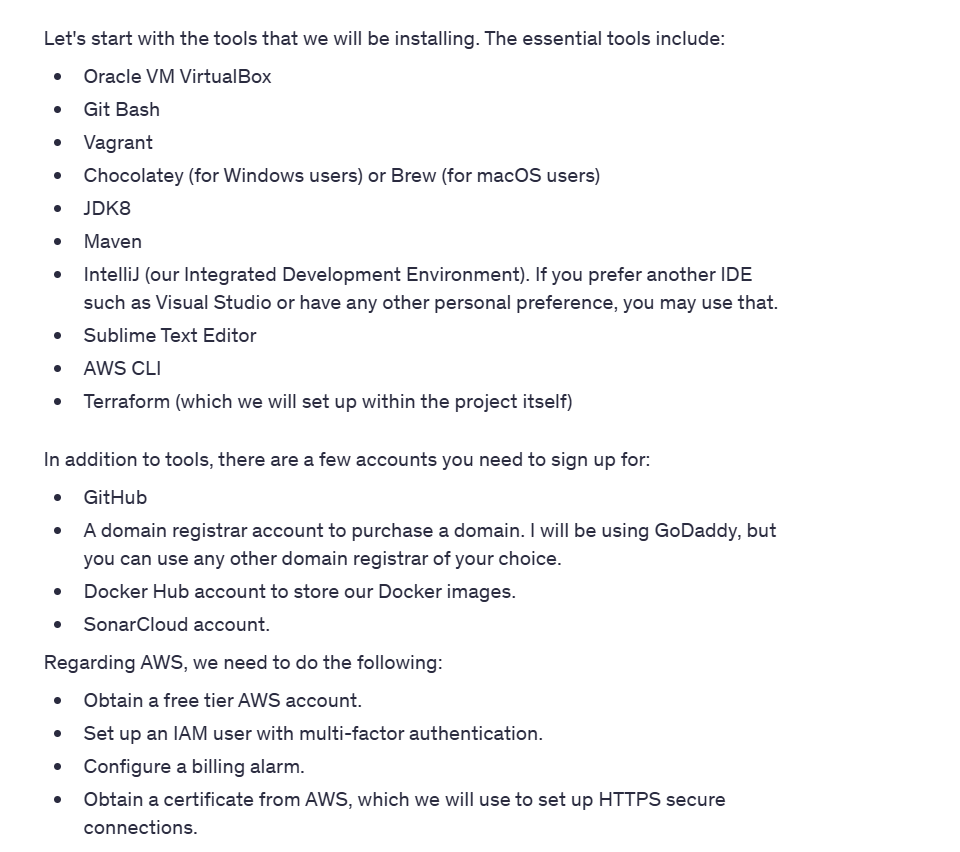 Let's start with the tools that we will be installing. The essential tools include:
• Oracle VM VirtualBox
• Git Bash
• Vagrant
• Chocolatey (for Windows users) or Brew (for macOS users)
• JDK8
• Maven
• IntelliJ (our Integrated Development Environment). If you prefer another IDE
such as Visual Studio or have any other personal preference, you may use that.
• Sublime Text Editor
• AWS CLI
• Terraform (which we will set up within the project itself)
In addition to tools, there are a few accounts you need to sign up for:
• GitHub
• A domain registrar account to purchase a domain. I will be using GoDaddy, but
you can use any other domain registrar of your choice.
• Docker Hub account to store our Docker images.
• SonarCloud account.
Regarding AWS, we need to do the following:
• Obtain a free tier AWS account.
• Set up an IAM user with multi-factor authentication.
• Configure a billing alarm.
• Obtain a certificate from AWS, which we will use to set up HTTPS secure
connections.